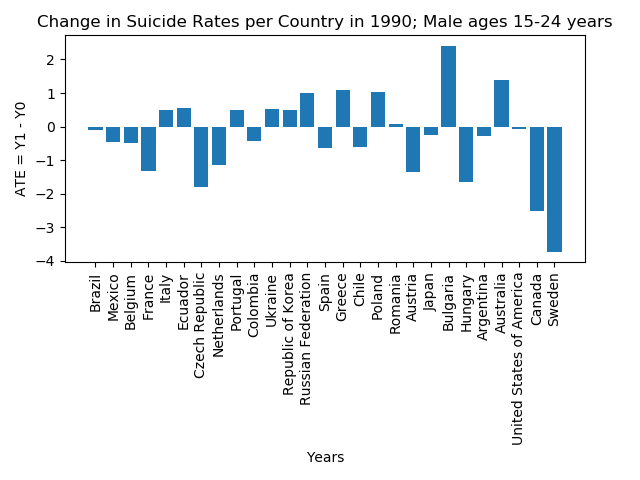 Change in Suicide Rates per Country in 1990; Male ages 15-24 years
ATE = Y1 - Y0
2
1
0
−1
−2
−3
−4
Brazil
Mexico
Belgium
France
Italy
Ecuador
Czech Republic
Netherlands
Portugal
Colombia
Ukraine
Republic of Korea
Russian Federation
Spain
Greece
Chile
Poland
Romania
Austria
Japan
Bulgaria
Hungary
Argentina
Australia
United States of America
Canada
Sweden
Years